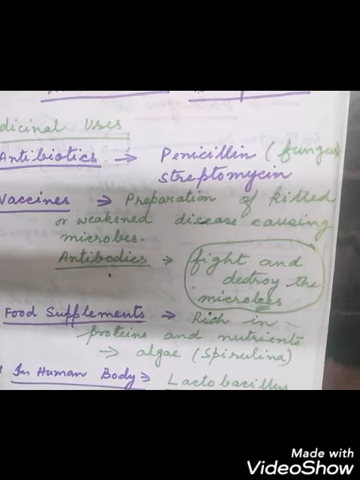 dicinal Uses
Antibiotics → Penicillin (fungus)
streptomycin
Vaccines → Preparation of killed
or weakened disease causing
microbes.
Antibodies → fight and
detroy the
microbes
Food Supplements → Rich in
proteins and nutrients
→ algae (Spirulina)
In Human Body → Lactobacillus
Made with
VideoShow